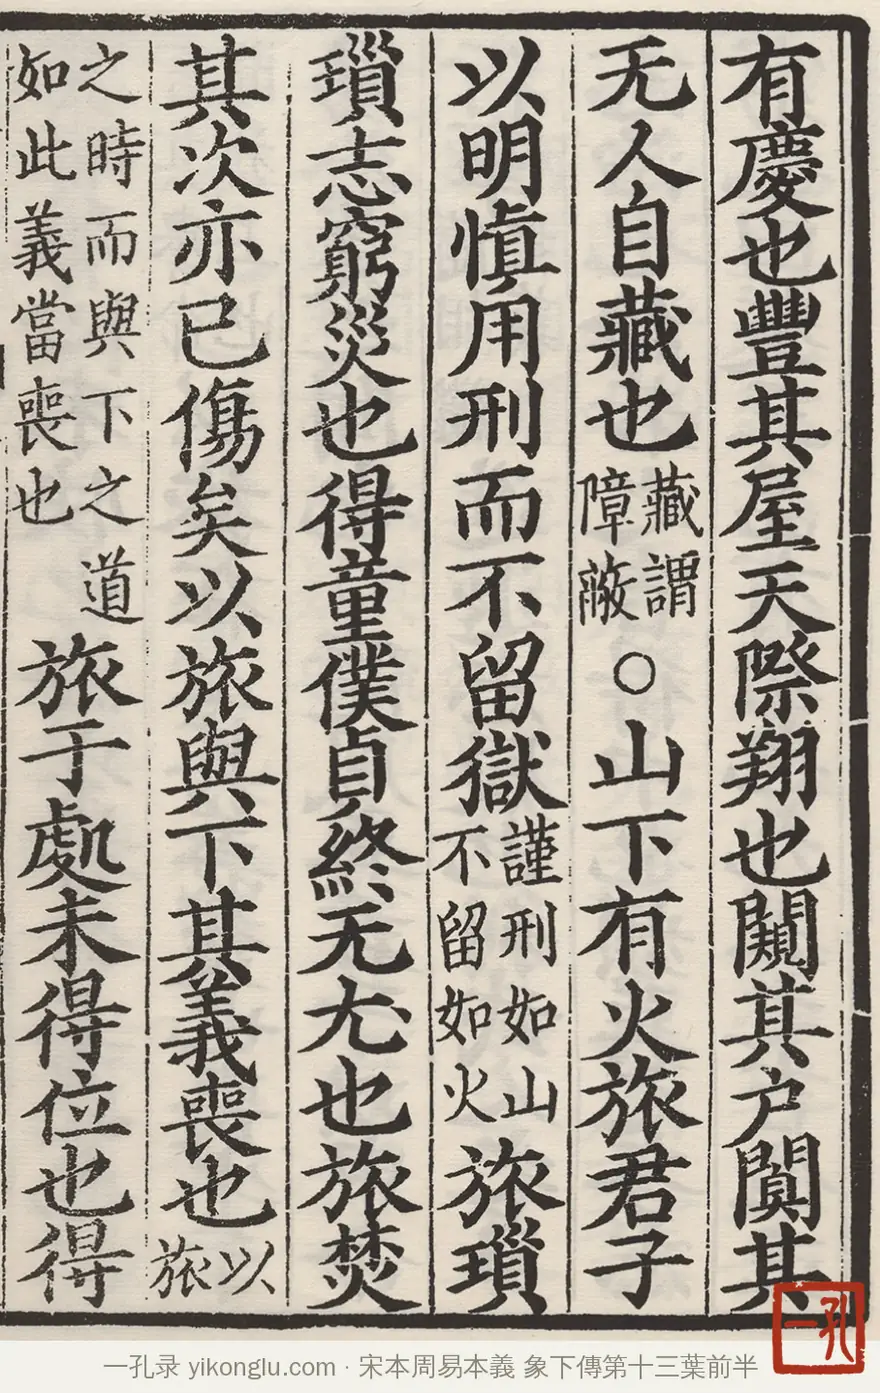 有慶也豐其屋天際翔也闚其户闃其
无人自藏也藏謂障蔽○山下有火旅君子
以明慎用刑而不留獄謹刑如山不留如火旅瑣
瑣志窮災也得童僕貞終无尤也旅焚
其次亦已傷矣以旅與下其義喪也以旅
之時而與下之道如此義當喪也旅于處未得位也得
一孔
一孔录 yikonglu.com · 宋本周易本義 象下傳第十三葉前半